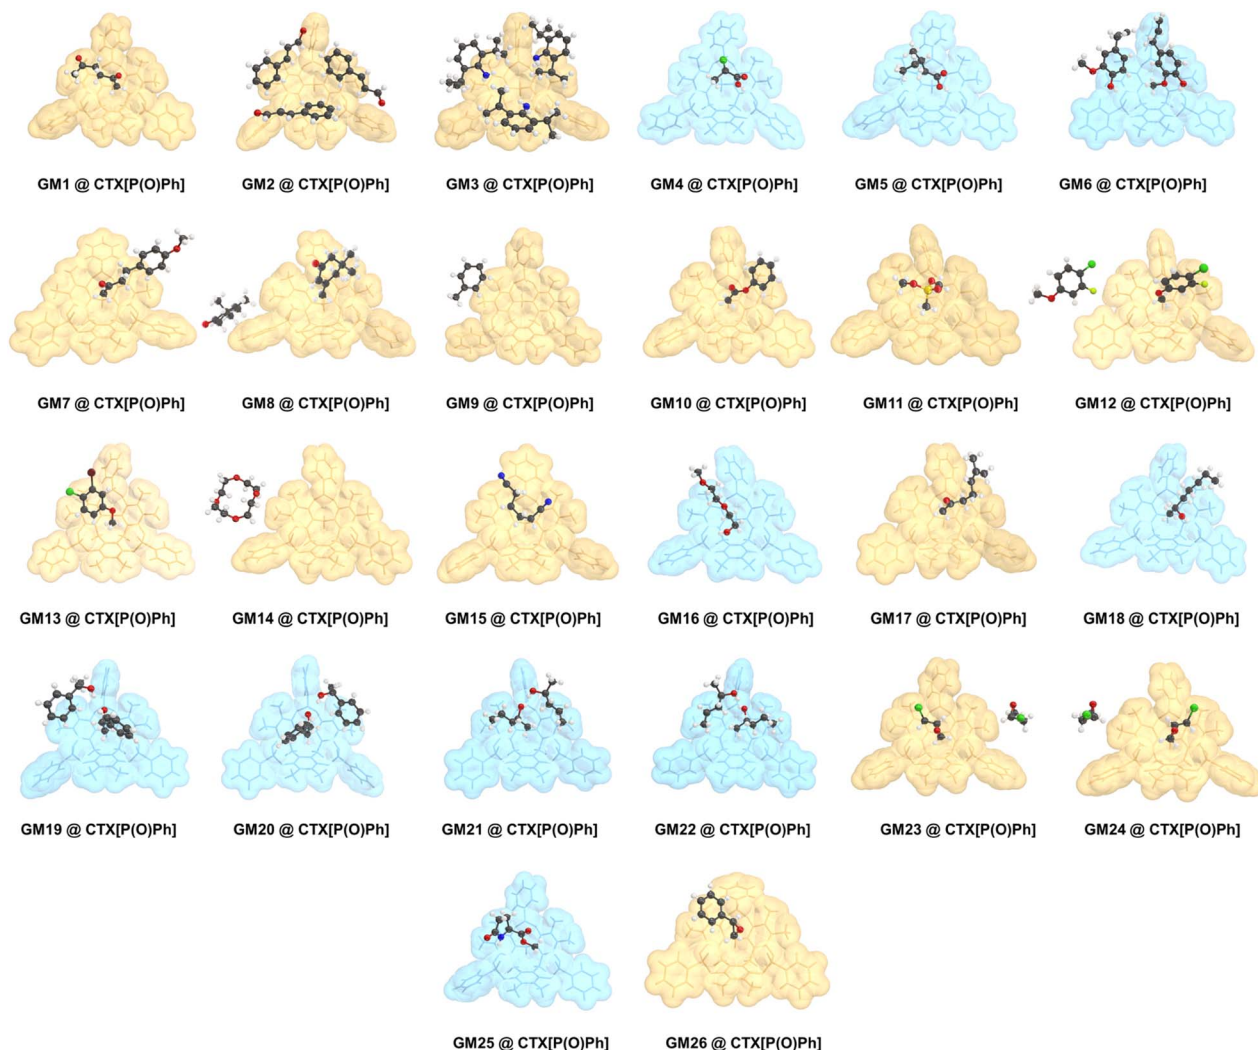 GM1 @ CTX[P(O)Ph]
GM2 @ CTX[P(O)Ph]
GM3 @ CTX[P(O)Ph]
GM4 @ CTX[P(O)Ph]
GM5 @ CTX[P(O)Ph]
GM6 @ CTX[P(O)Ph]
GM7 @ CTX[P(O)Ph]
GM8 @ CTX[P(O)Ph]
GM9 @ CTX[P(O)Ph]
GM10 @ CTX[P(O)Ph]
GM11 @ CTX[P(O)Ph]
GM12 @ CTX[P(O)Ph]
GM13 @ CTX[P(O)Ph]
GM14 @ CTX[P(O)Ph]
GM15 @ CTX[P(O)Ph]
GM16 @ CTX[P(O)Ph]
GM17 @ CTX[P(O)Ph]
GM18 @ CTX[P(O)Ph]
GM19 @ CTX[P(O)Ph]
GM20 @ CTX[P(O)Ph]
GM21 @ CTX[P(O)Ph]
GM22 @ CTX[P(O)Ph]
GM23 @ CTX[P(O)Ph]
GM24 @ CTX[P(O)Ph]
GM25 @ CTX[P(O)Ph]
GM26 @ CTX[P(O)Ph]